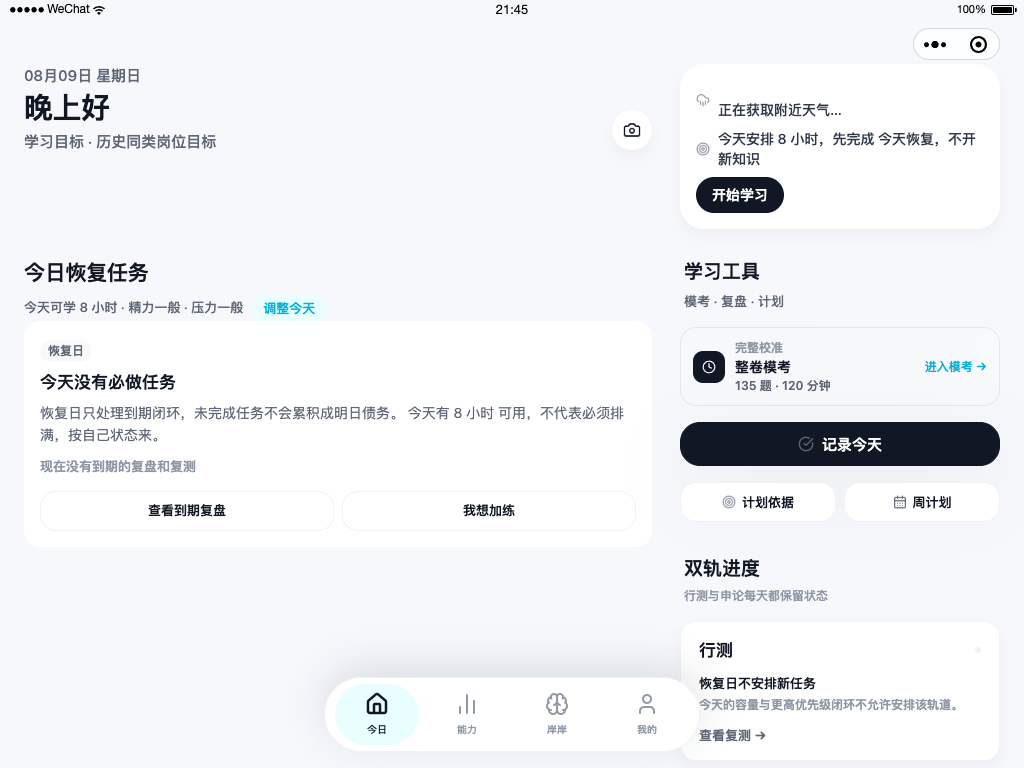 WeChat
21:45
100%
08月09日 星期日
晚上好
学习目标 · 历史同类岗位目标
正在获取附近天气...
今天安排 8 小时，先完成 今天恢复，不开
新知识
开始学习
今日恢复任务
今天可学 8 小时 · 精力一般 · 压力一般
调整今天
恢复日
今天没有必做任务
恢复日只处理到期闭环，未完成任务不会累积成明日债务。 今天有 8 小时 可用，不代表必须排
满，按自己状态来。
现在没有到期的复盘和复测
查看到期复盘
我想加练
学习工具
模考 · 复盘 · 计划
完整校准
整卷模考
135 题 · 120 分钟
进入模考 →
记录今天
计划依据
周计划
双轨进度
行测与申论每天都保留状态
行测
恢复日不安排新任务
今天的容量与更高优先级闭环不允许安排该轨道。
查看复测 →
今日
能力
岸岸
我的